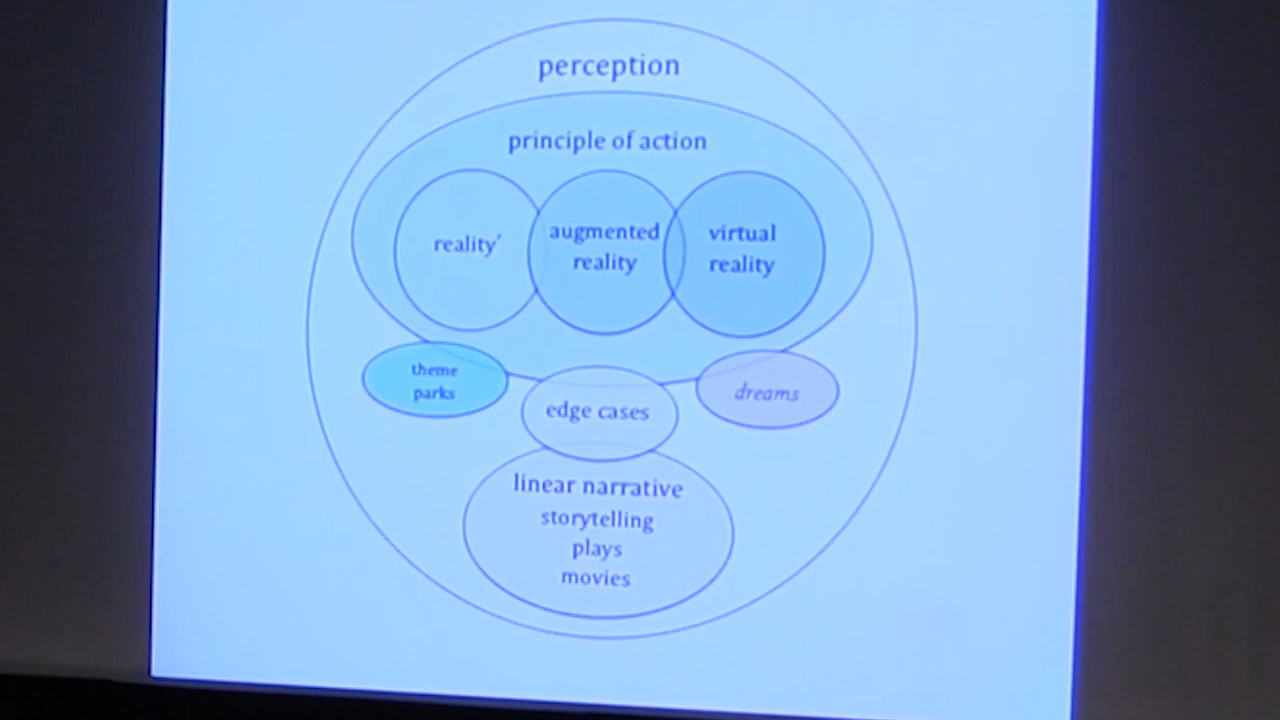 perception
principle of action
reality′
augmented
reality
virtual
reality
theme
parks
edge cases
dreams
linear narrative
storytelling
plays
movies